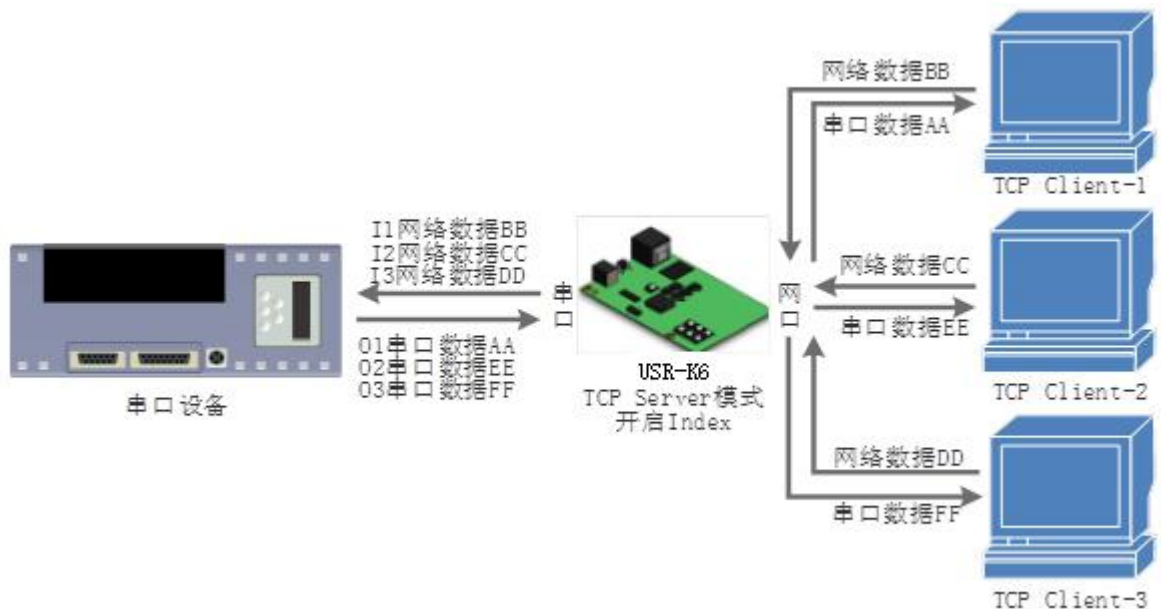 网络数据BB
串口数据AA
TCP Client-1
I1网络数据BB
I2网络数据CC
I3网络数据DD
串口
网口
网络数据CC
串口数据EE
O1串口数据AA
O2串口数据EE
O3串口数据FF
串口设备
USR-K6
TCP Server模式
开启Index
TCP Client-2
网络数据DD
串口数据FF
TCP Client-3